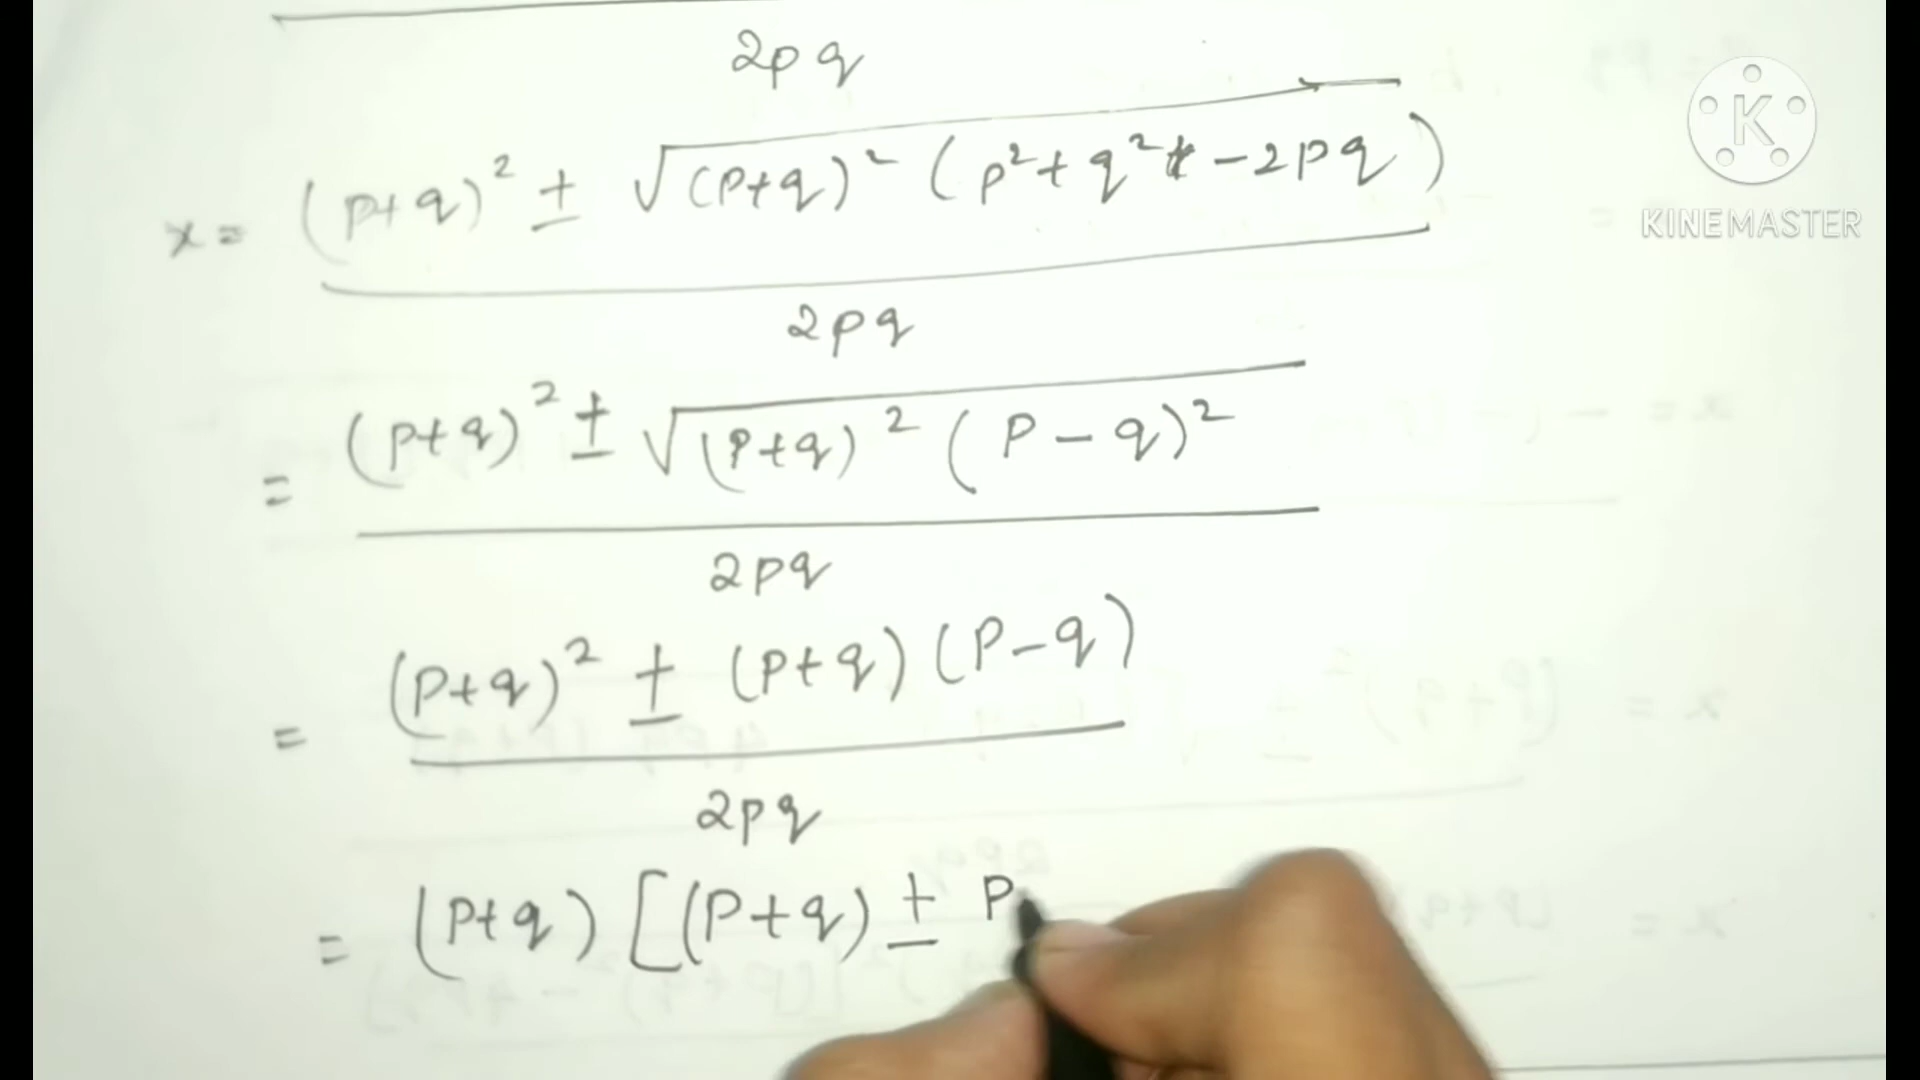 2pq
x = (p+q)² ± √(p+q)² (p²+q² - 2pq)
2pq
= (p+q)² ± √(p+q)² (p-q)²
2pq
= (p+q)² ± (p+q) (p-q)
2pq
= (p+q) [(p+q) ± p
K
KINEMASTER